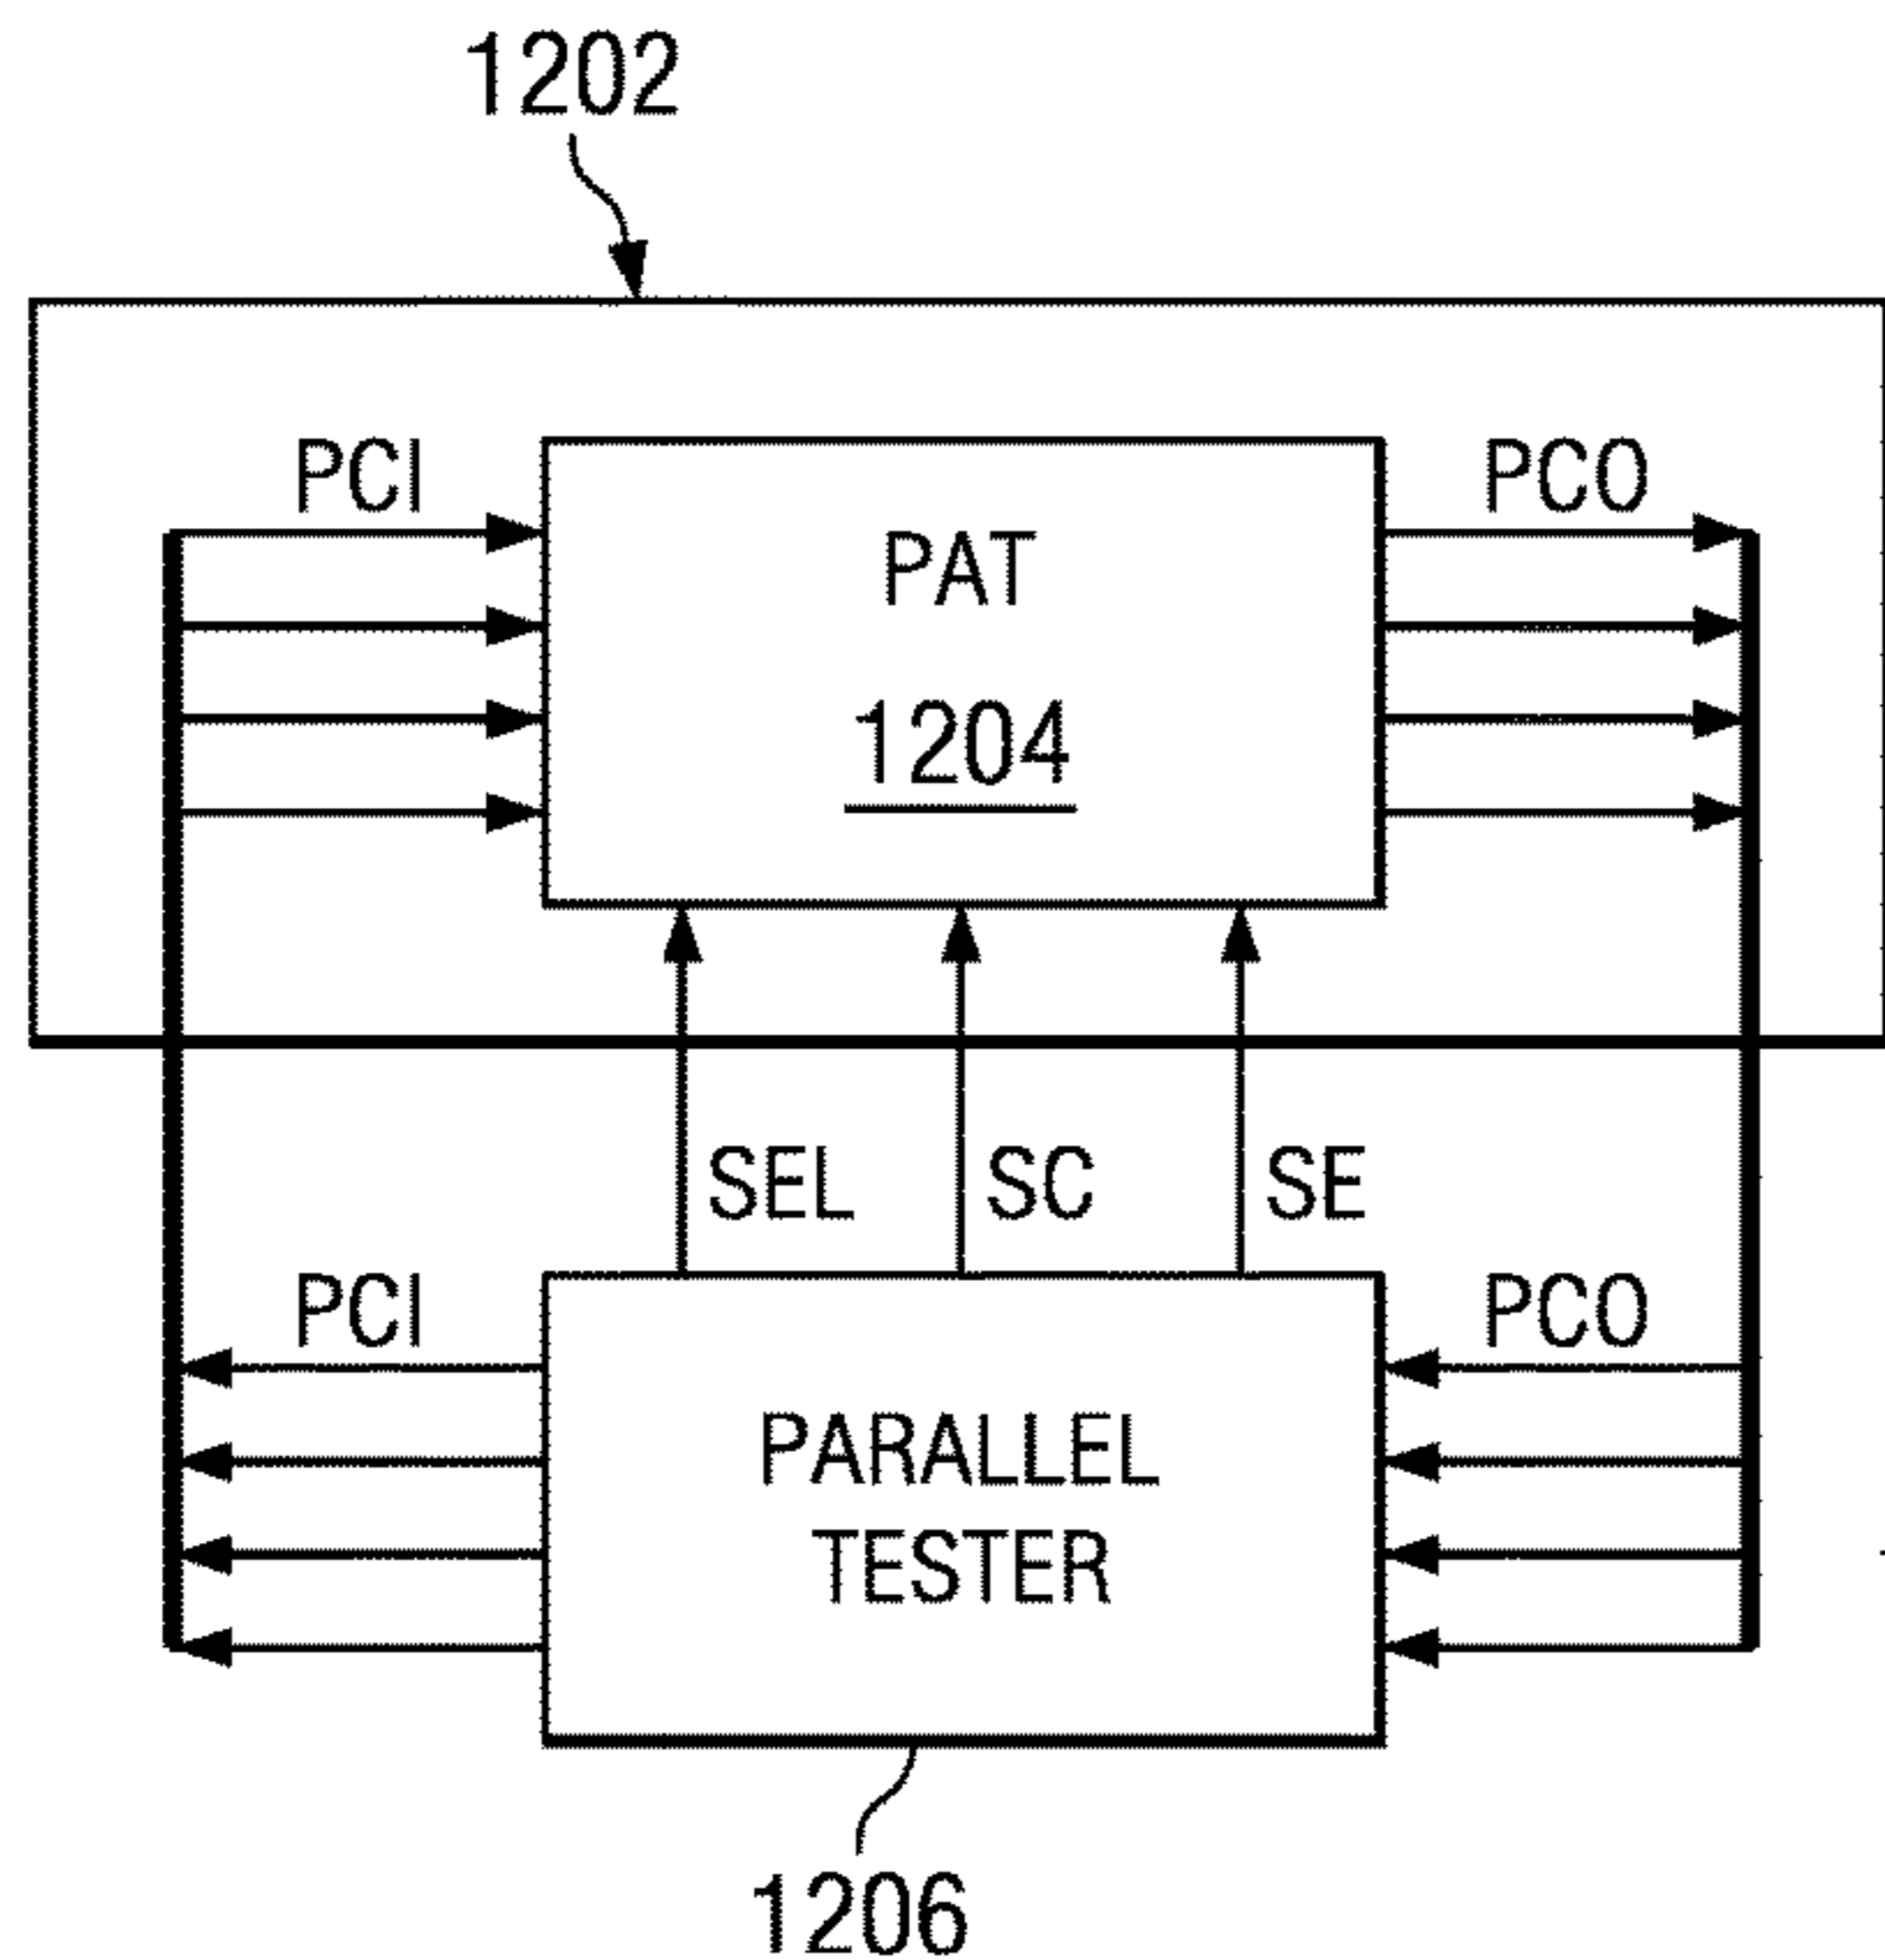 1202
PCI
PCO
PAT
1204
SEL
SC
SE
PCI
PCO
PARALLEL
TESTER
1206